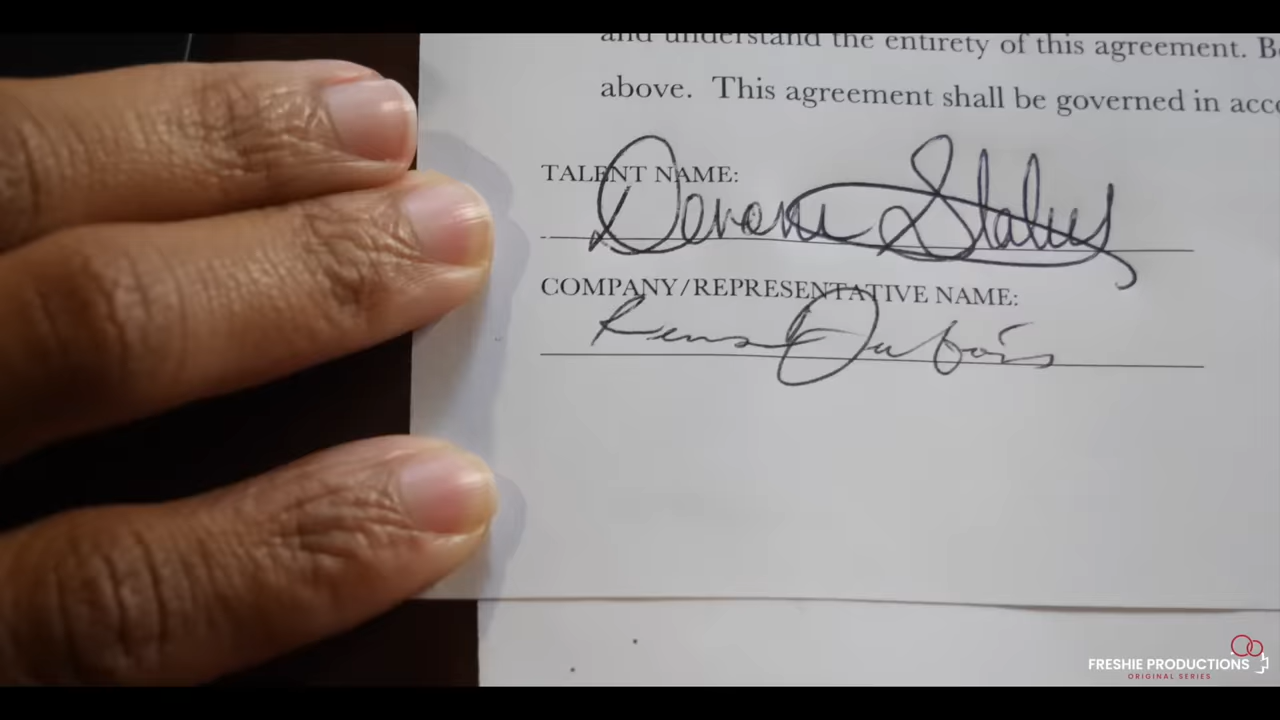 and understand the entirety of this agreement.
above. This agreement shall be governed in
TALENT NAME:
COMPANY/REPRESENTATIVE NAME:
DuBois
FRESHIE PRODUCTIONS
ORIGINAL SERIES